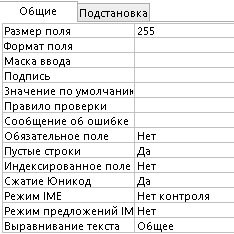 Общие Подстановка
Размер поля 255
Формат поля
Маска ввода
Подпись
Значение по умолчани
Правило проверки
Сообщение об ошибке
Обязательное поле Нет
Пустые строки Да
Индексированное поле Нет
Сжатие Юникод Да
Режим IME Нет контроля
Режим предложений IM Нет
Выравнивание текста Общее